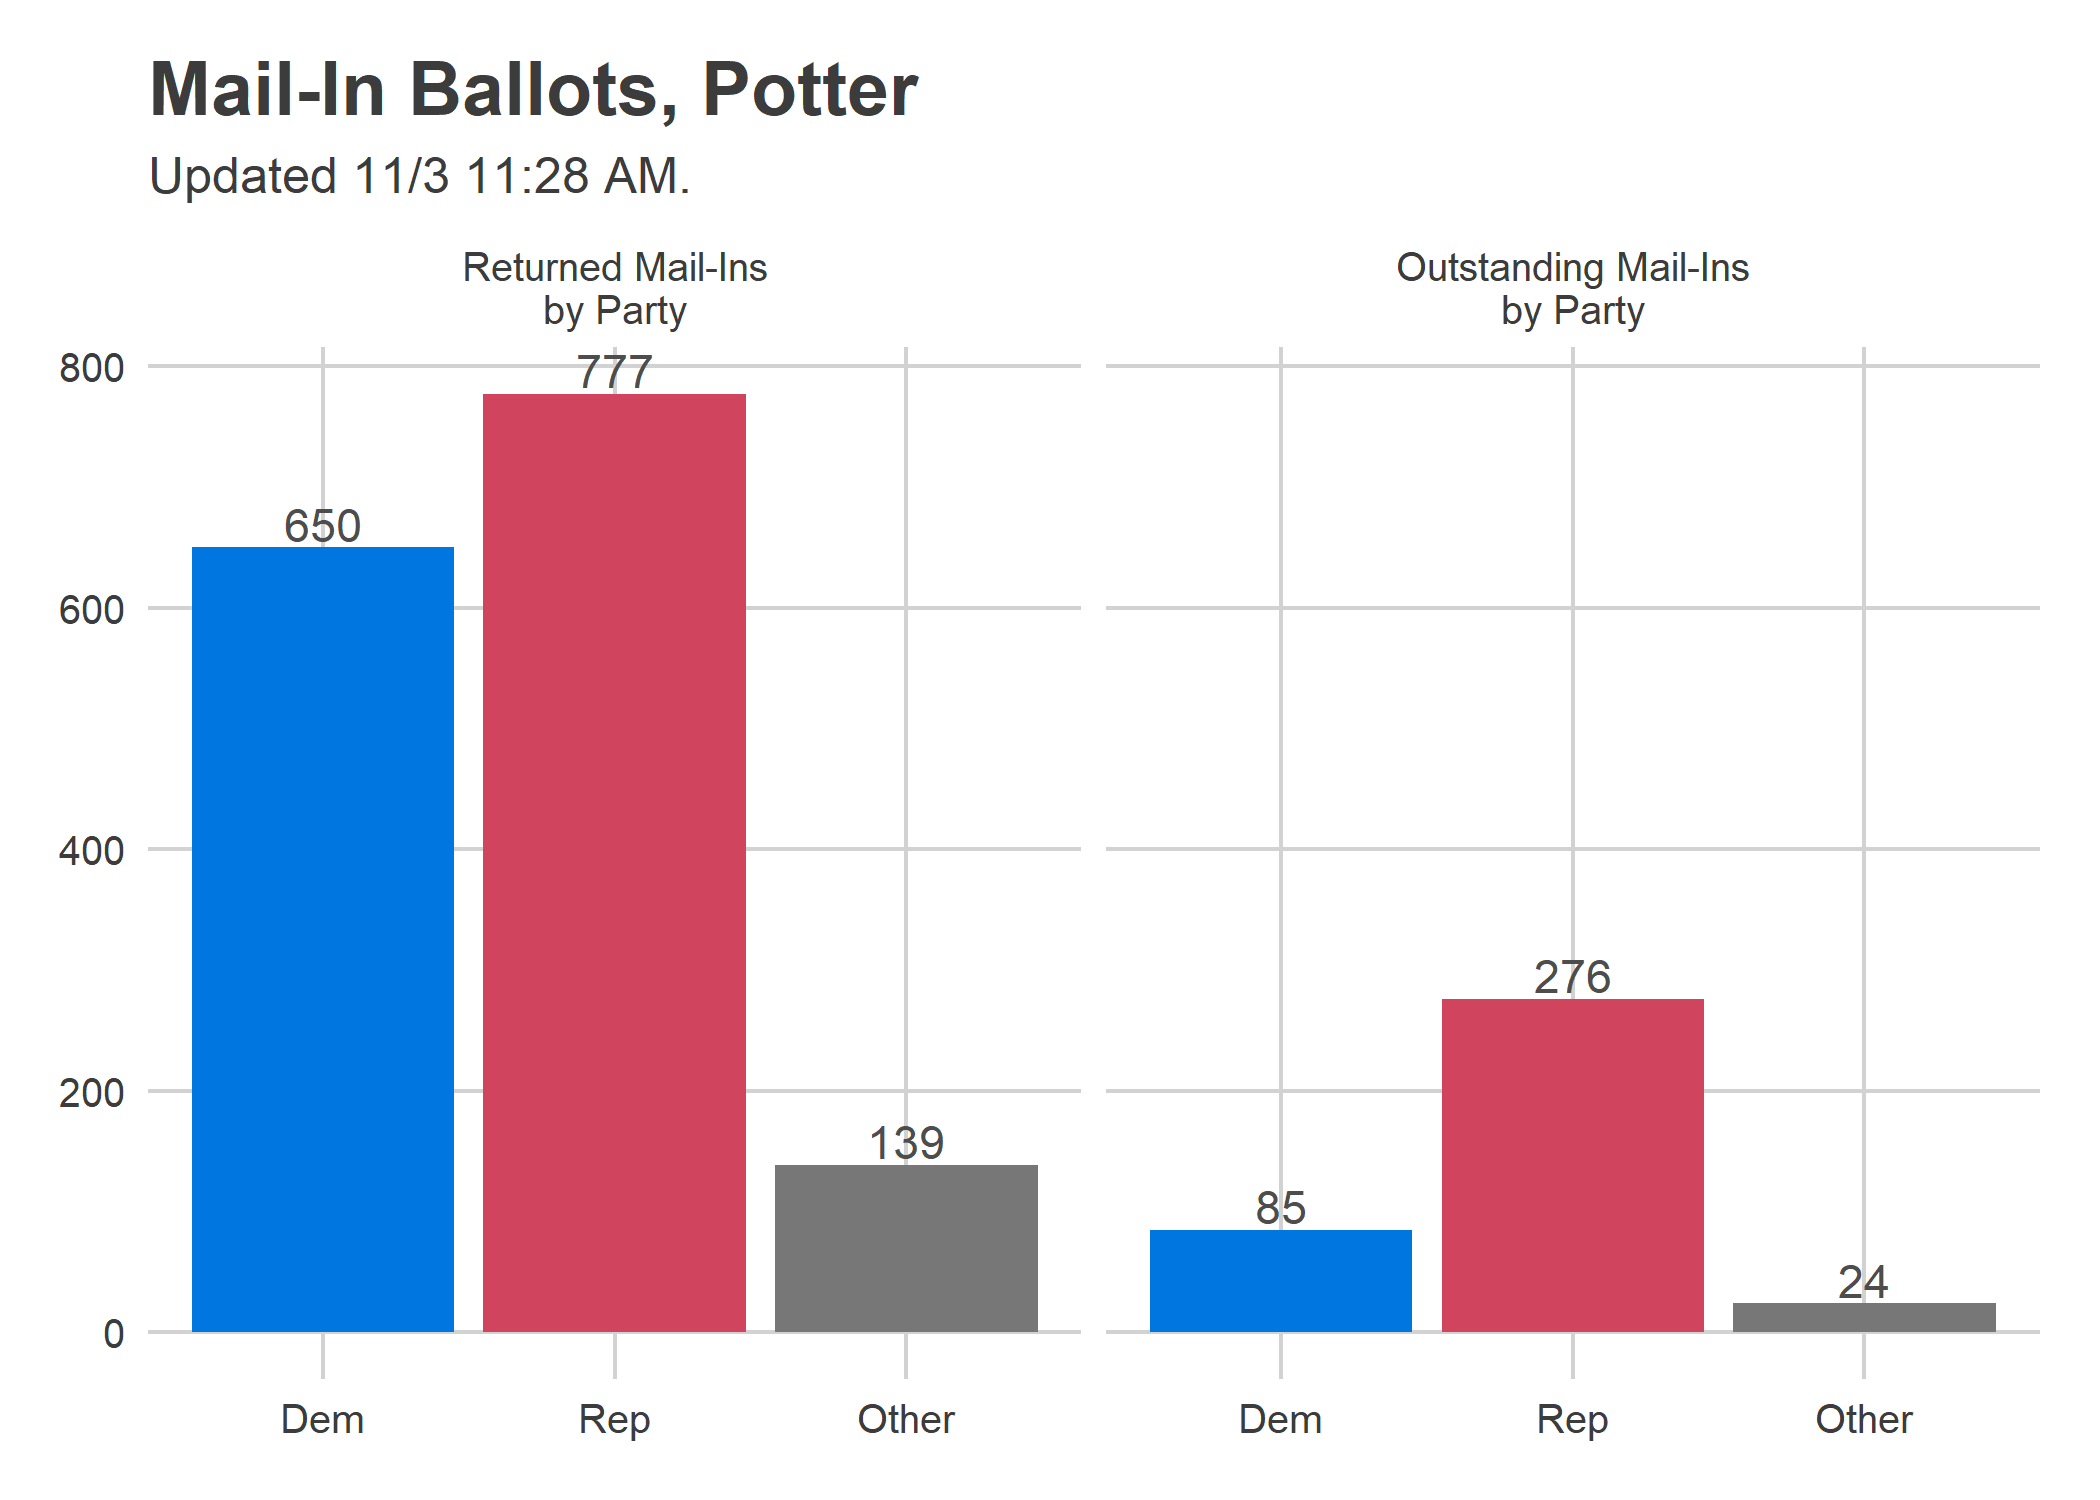 Mail-In Ballots, Potter
Updated 11/3 11:28 AM.
Returned Mail-Ins
by Party
Outstanding Mail-Ins
by Party
800
600
400
200
0
777
650
139
276
85
24
Dem
Rep
Other
Dem
Rep
Other